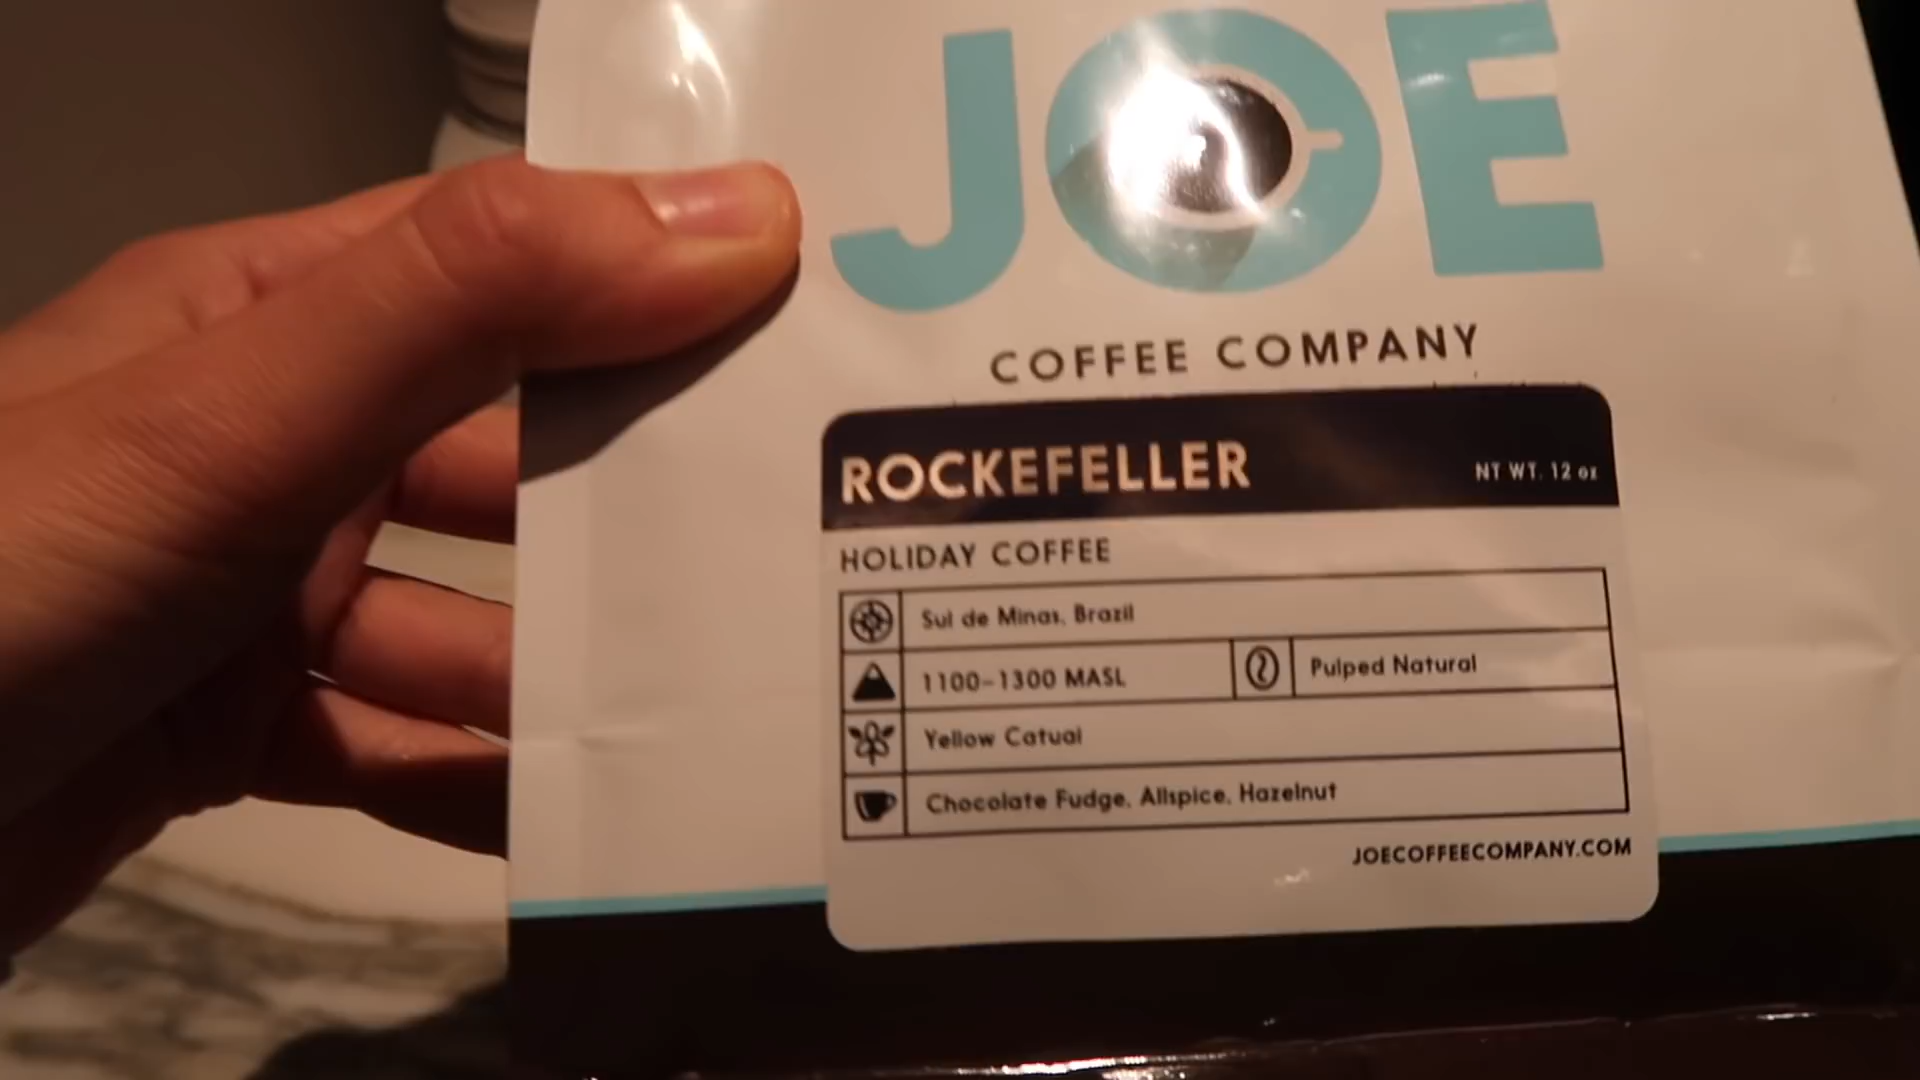 JOE
COFFEE COMPANY
ROCKEFELLER
NT WT. 12 oz
HOLIDAY COFFEE
Sul de Minas, Brazil
1100–1300 MASL
Pulped Natural
Yellow Catuai
Chocolate Fudge, Allspice, Hazelnut
JOECOFFEECOMPANY.COM